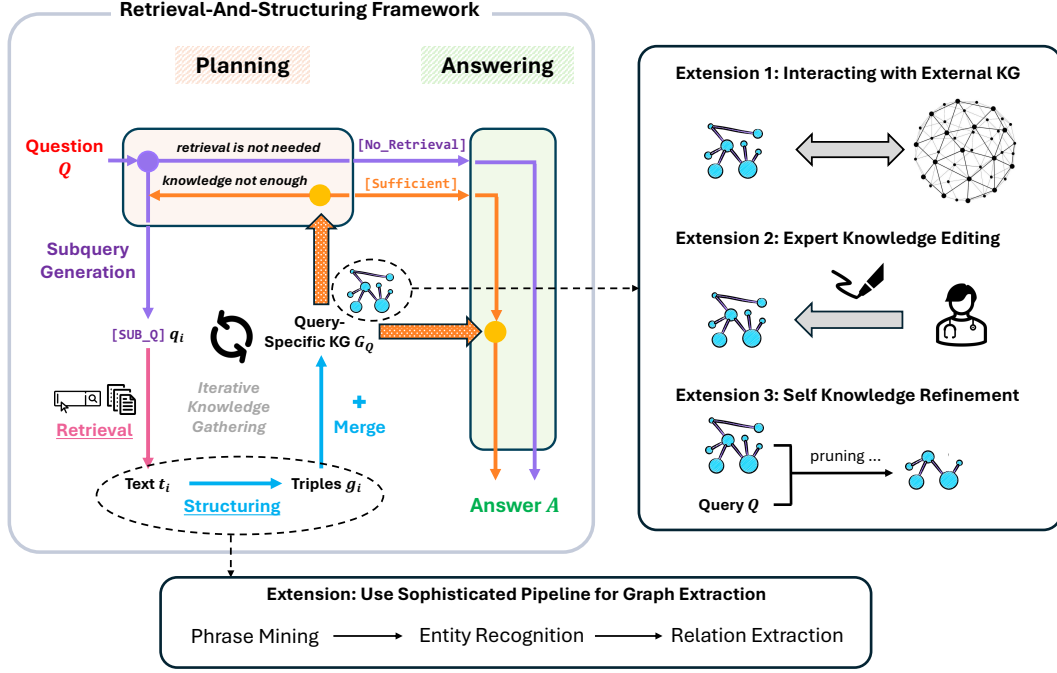 Retrieval-And-Structuring Framework
Planning
Answering
Question
Q
retrieval is not needed
[No_Retrieval]
knowledge not enough
[Sufficient]
Subquery
Generation
[SUB_Q] qᵢ
Iterative
Knowledge
Gathering
Query-
Specific KG G_Q
+
Merge
Retrieval
Text tᵢ
Structuring
Triples gᵢ
Answer A
Extension 1: Interacting with External KG
Extension 2: Expert Knowledge Editing
Extension 3: Self Knowledge Refinement
pruning ...
Query Q
Extension: Use Sophisticated Pipeline for Graph Extraction
Phrase Mining
Entity Recognition
Relation Extraction